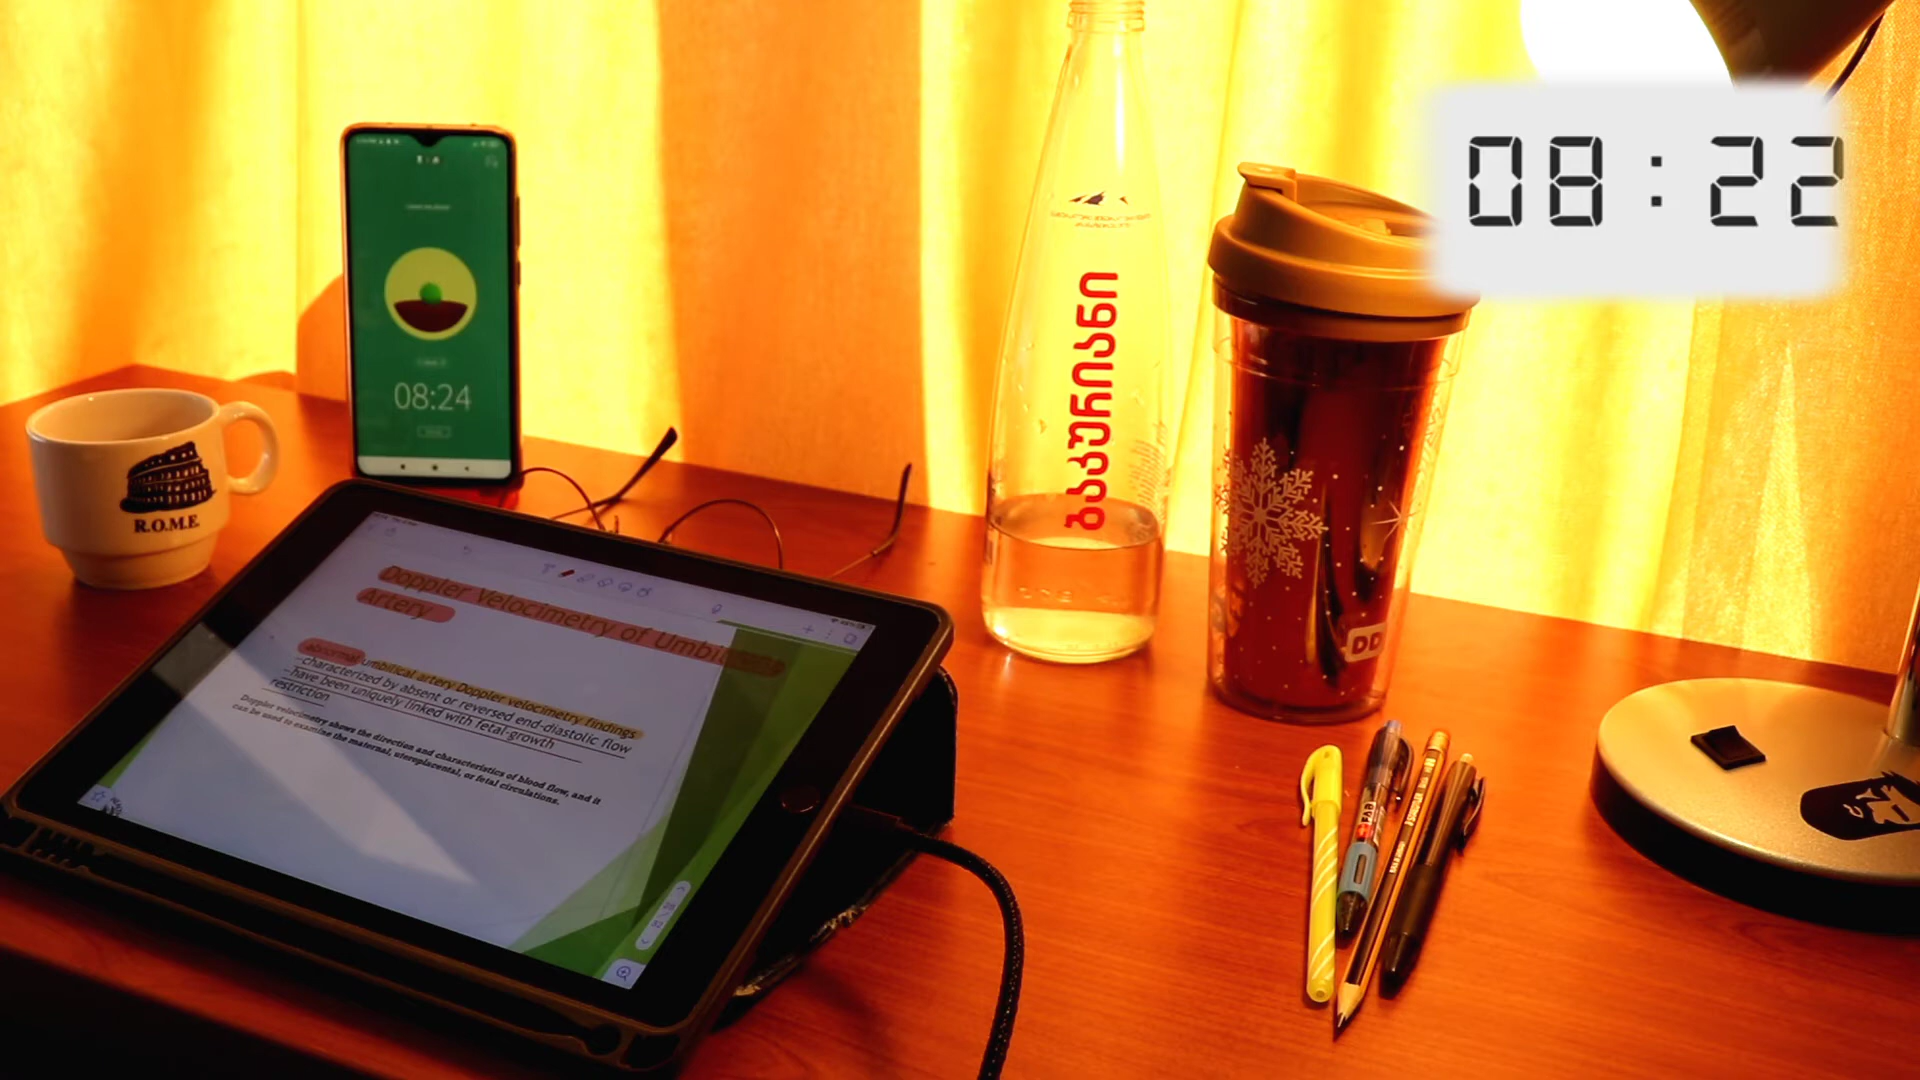 08:22
08:24
ბაკურიანი
R.O.M.E.
DD
FAB
Doppler Velocimetry of Umbilical
Artery
abnormal umbilical artery Doppler velocimetry findings
–characterized by absent or reversed end-diastolic flow
–have been uniquely linked with fetal-growth
restriction
Doppler velocimetry shows the direction and characteristics of blood flow, and it
can be used to examine the maternal, uteroplacental, or fetal circulations.